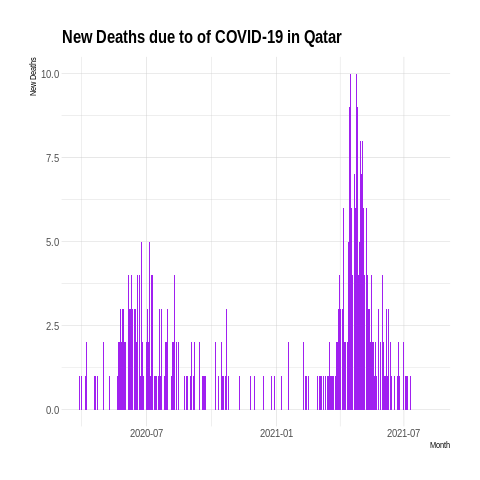 New Deaths due to of COVID-19 in Qatar
New Deaths
10.0
7.5
5.0
2.5
0.0
2020-07
2021-01
2021-07
Month